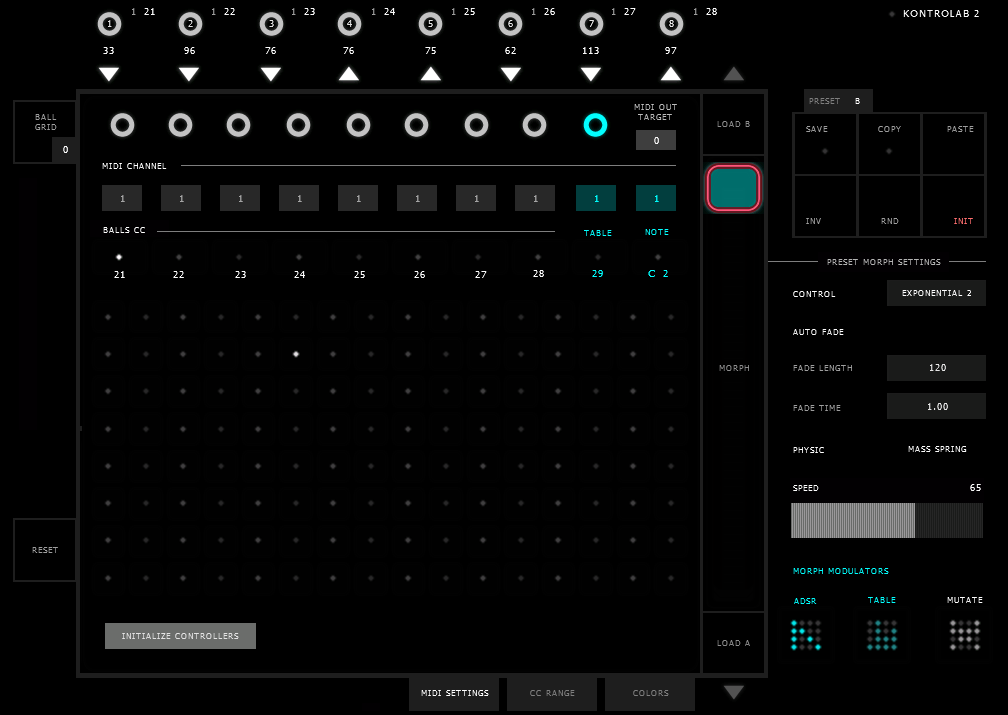 1 21 1 22 1 23 1 24 1 25 1 26 1 27 1 28
KONTROLAB 2
1 2 3 4 5 6 7 8
33 96 76 76 75 62 113 97
BALL
GRID
0
MIDI OUT
TARGET
0
MIDI CHANNEL
1 1 1 1 1 1 1 1 1 1
BALLS CC
TABLE NOTE
21 22 23 24 25 26 27 28 29 C 2
RESET
INITIALIZE CONTROLLERS
MIDI SETTINGS CC RANGE COLORS
LOAD B
MORPH
LOAD A
PRESET B
SAVE COPY PASTE
INV RND INIT
PRESET MORPH SETTINGS
CONTROL EXPONENTIAL 2
AUTO FADE
FADE LENGTH 120
FADE TIME 1.00
PHYSIC MASS SPRING
SPEED 65
MORPH MODULATORS
ADSR TABLE MUTATE